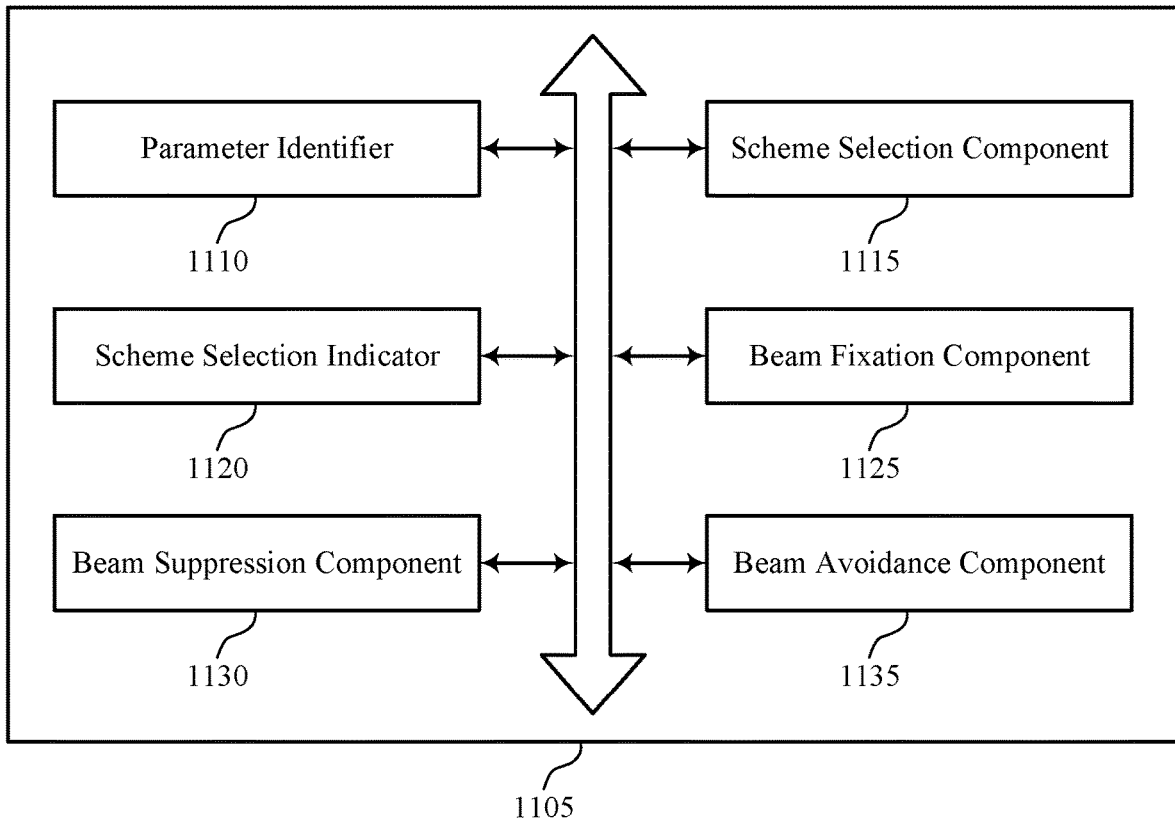 Parameter Identifier
Scheme Selection Component
1110
1115
Scheme Selection Indicator
Beam Fixation Component
1120
1125
Beam Suppression Component
Beam Avoidance Component
1130
1135
1105